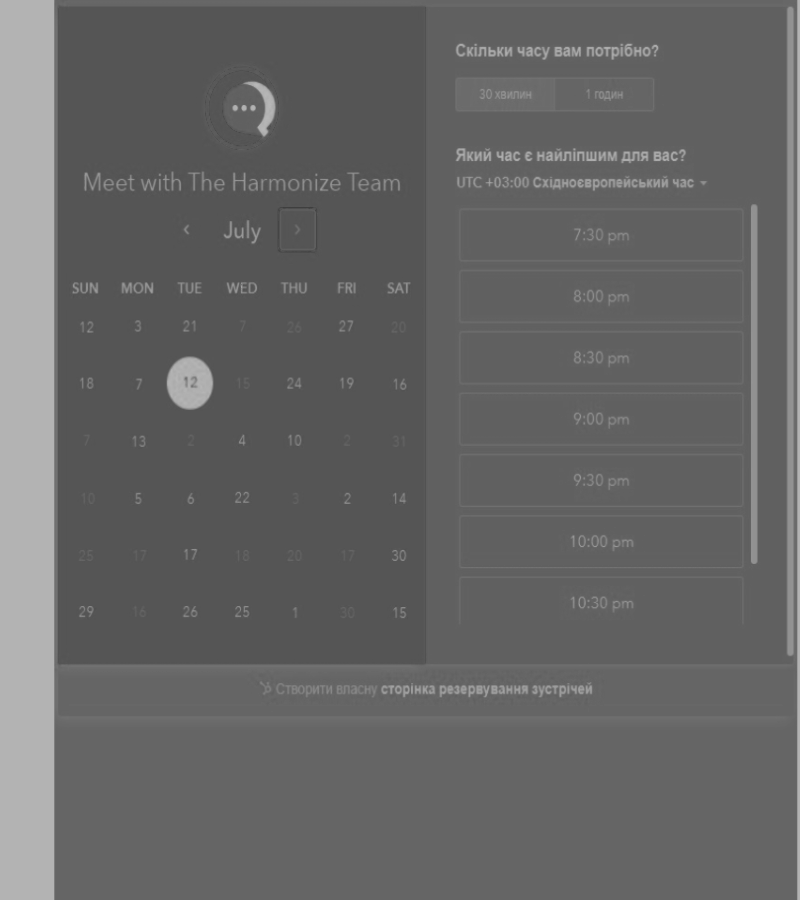 Meet with The Harmonize Team
July
SUN MON TUE WED THU FRI SAT
12 3 21 7 26 27 20
18 7 12 15 24 19 16
7 13 2 4 10 2 31
10 5 6 22 3 2 14
25 17 17 18 20 17 30
29 16 26 25 1 30 15
Скільки часу вам потрібно?
30 хвилин 1 годин
Який час є найліпшим для вас?
UTC +03:00 Східноєвропейський час
7:30 pm
8:00 pm
8:30 pm
9:00 pm
9:30 pm
10:00 pm
10:30 pm
Створити власну сторінка резервування зустрічей